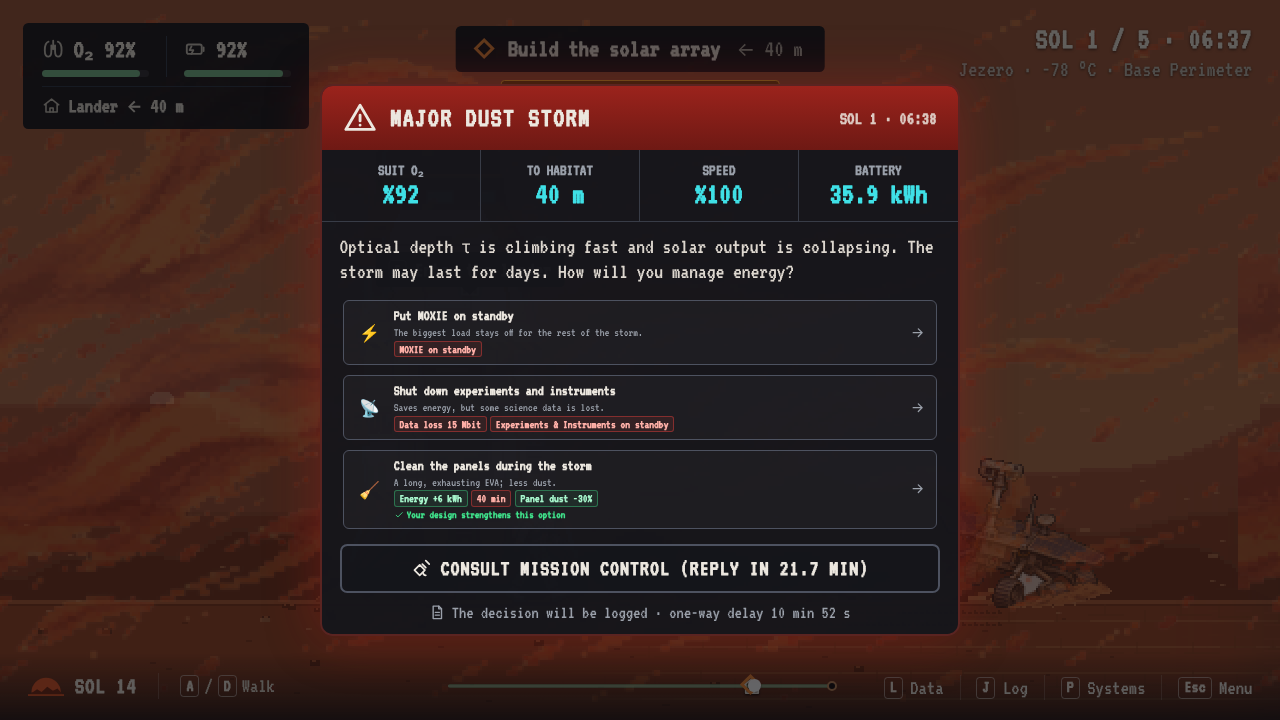 O₂ 92%
92%
Lander ← 40 m
Build the solar array ← 40 m
SOL 1 / 5 · 06:37
Jezero · -78 °C · Base Perimeter
MAJOR DUST STORM
SOL 1 · 06:38
SUIT O₂
%92
TO HABITAT
40 m
SPEED
%100
BATTERY
35.9 kWh
Optical depth τ is climbing fast and solar output is collapsing. The
storm may last for days. How will you manage energy?
Put MOXIE on standby
The biggest load stays off for the rest of the storm.
MOXIE on standby
Shut down experiments and instruments
Saves energy, but some science data is lost.
Data loss 15 Mbit Experiments & Instruments on standby
Clean the panels during the storm
A long, exhausting EVA; less dust.
Energy +6 kWh 40 min Panel dust -30%
✓ Your design strengthens this option
CONSULT MISSION CONTROL (REPLY IN 21.7 MIN)
The decision will be logged · one-way delay 10 min 52 s
SOL 14
A / D Walk
L Data
J Log
P Systems
Esc Menu